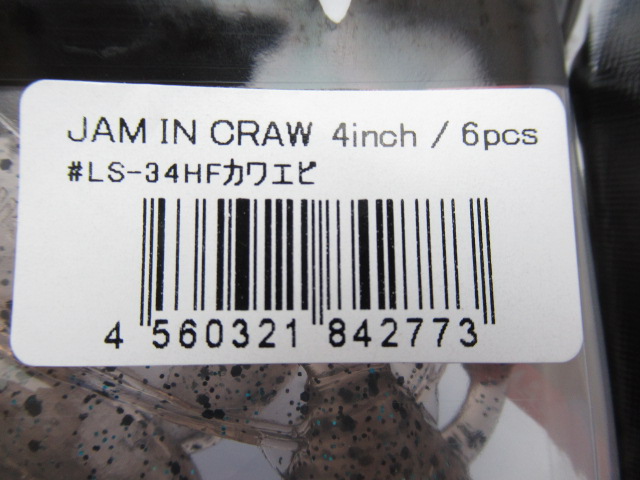 JAM IN CRAW 4inch / 6pcs
#LS-34HFカワエビ
4 560321 842773